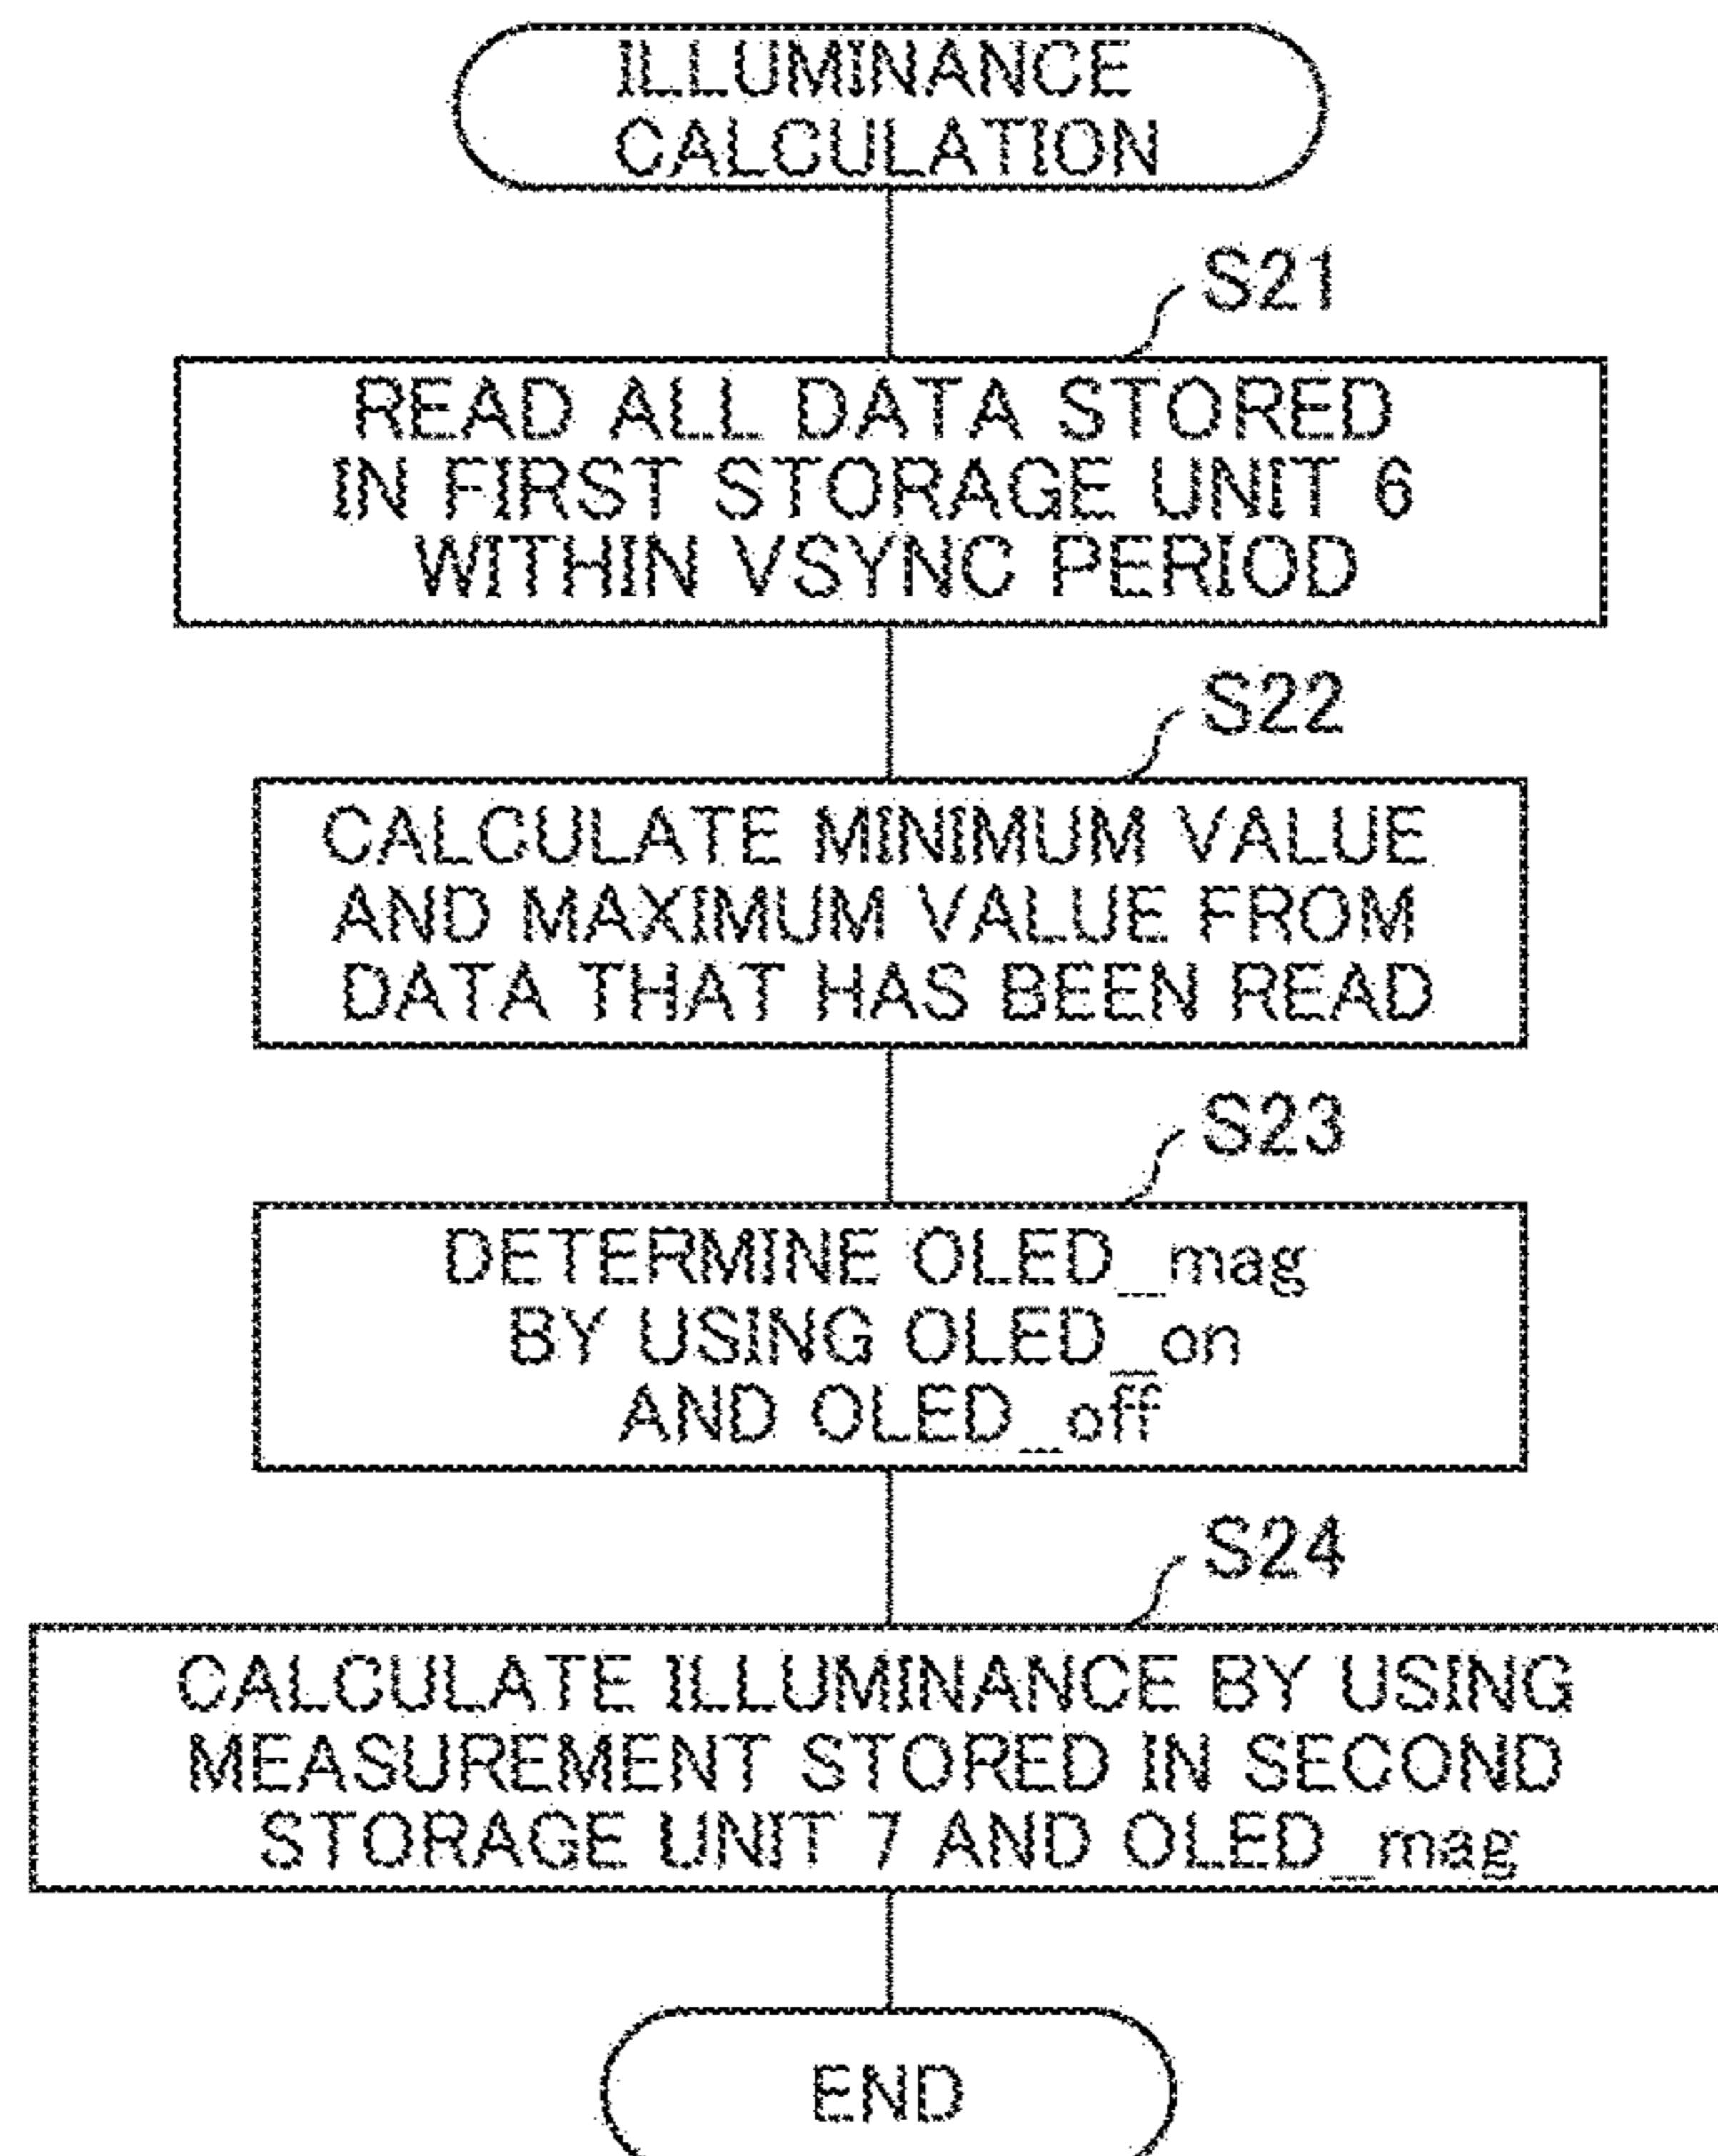 ILLUMINANCE
CALCULATION
S21
READ ALL DATA STORED
IN FIRST STORAGE UNIT 6
WITHIN VSYNC PERIOD
S22
CALCULATE MINIMUM VALUE
AND MAXIMUM VALUE FROM
DATA THAT HAS BEEN READ
S23
DETERMINE OLED_mag
BY USING OLED_on
AND OLED_off
S24
CALCULATE ILLUMINANCE BY USING
MEASUREMENT STORED IN SECOND
STORAGE UNIT 7 AND OLED_mag
END